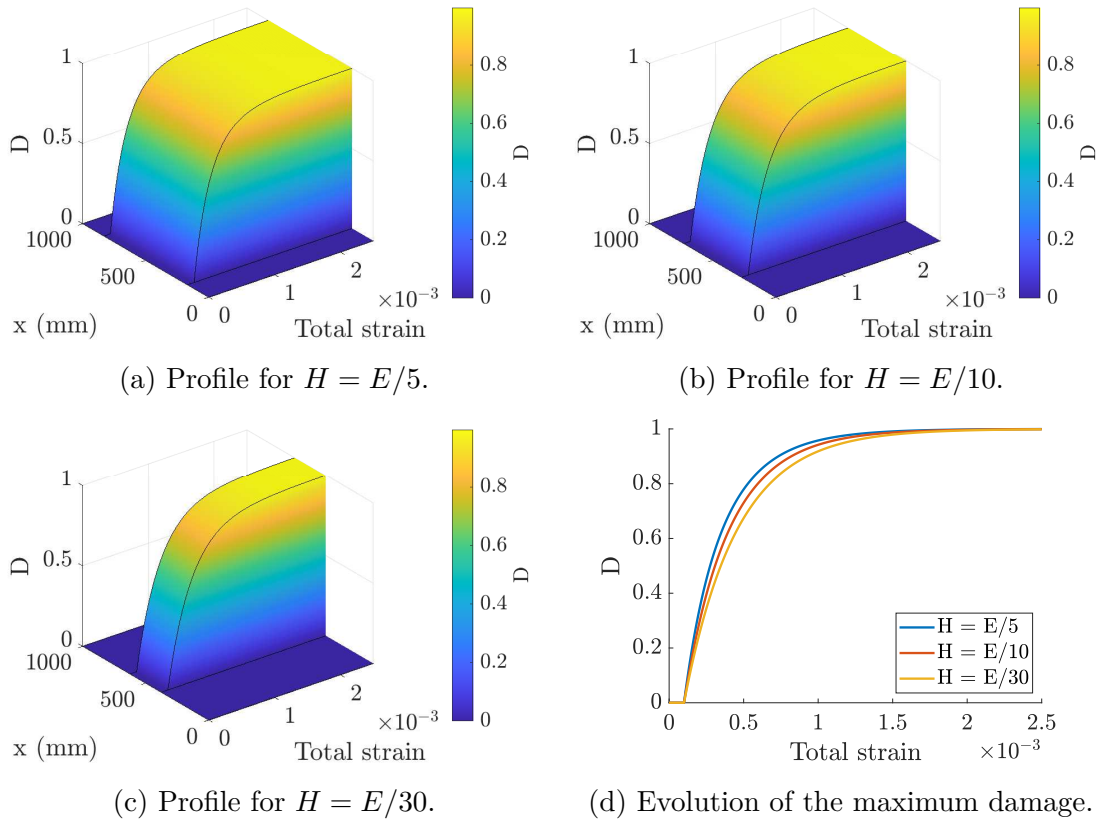 1
0.5
0
D
1000
500
0
x (mm)
0
1
2
×10⁻³
Total strain
0.8
0.6
0.4
0.2
0
D
(a) Profile for H = E/5.
1
0.5
0
D
1000
500
0
x (mm)
0
1
2
×10⁻³
Total strain
0.8
0.6
0.4
0.2
0
D
(b) Profile for H = E/10.
1
0.5
0
D
1000
500
0
x (mm)
0
1
2
×10⁻³
Total strain
0.8
0.6
0.4
0.2
0
D
(c) Profile for H = E/30.
1
0.8
0.6
0.4
0.2
0
D
H = E/5
H = E/10
H = E/30
0
0.5
1
1.5
2
2.5
Total strain
×10⁻³
(d) Evolution of the maximum damage.